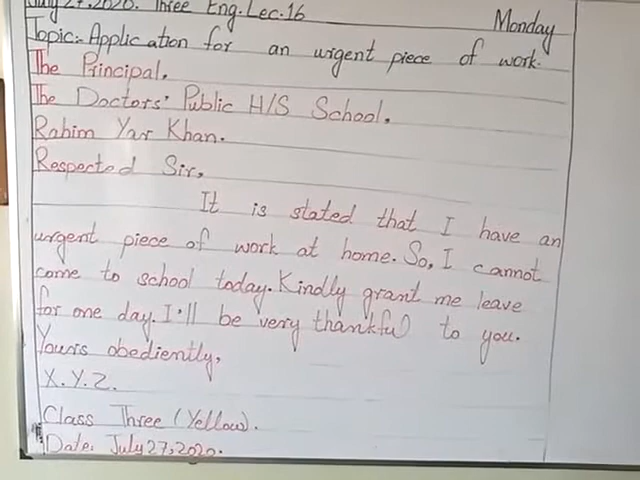 July 27,2020. Three Eng.Lec.16 Monday
Topic:-Application for an urgent piece of work.
The Principal,
The Doctors' Public H/S School,
Rahim Yar Khan.
Respected Sir,
It is stated that I have an
urgent piece of work at home. So, I cannot
come to school today. Kindly grant me leave
for one day. I'll be very thankful to you.
Yours obediently,
X.Y.Z.
Class Three (Yellow).
Date: July 27,2020.